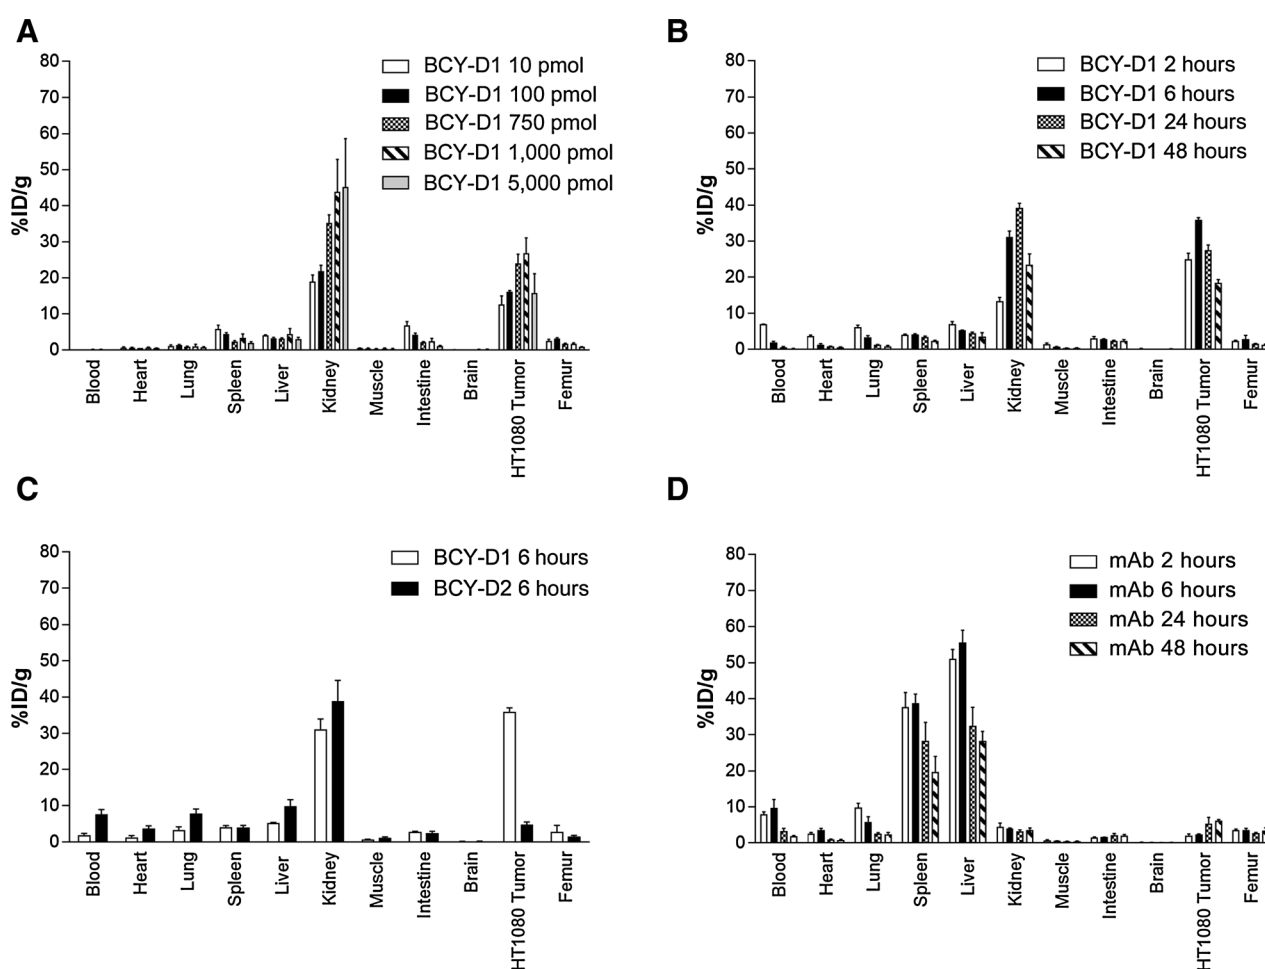 A
%ID/g
80
70
60
50
40
30
20
10
0
BCY-D1 10 pmol
BCY-D1 100 pmol
BCY-D1 750 pmol
BCY-D1 1,000 pmol
BCY-D1 5,000 pmol
Blood
Heart
Lung
Spleen
Liver
Kidney
Muscle
Intestine
Brain
HT1080 Tumor
Femur
B
%ID/g
80
70
60
50
40
30
20
10
0
BCY-D1 2 hours
BCY-D1 6 hours
BCY-D1 24 hours
BCY-D1 48 hours
Blood
Heart
Lung
Spleen
Liver
Kidney
Muscle
Intestine
Brain
HT1080 Tumor
Femur
C
%ID/g
80
70
60
50
40
30
20
10
0
BCY-D1 6 hours
BCY-D2 6 hours
Blood
Heart
Lung
Spleen
Liver
Kidney
Muscle
Intestine
Brain
HT1080 Tumor
Femur
D
%ID/g
80
70
60
50
40
30
20
10
0
mAb 2 hours
mAb 6 hours
mAb 24 hours
mAb 48 hours
Blood
Heart
Lung
Spleen
Liver
Kidney
Muscle
Intestine
Brain
HT1080 Tumor
Femur